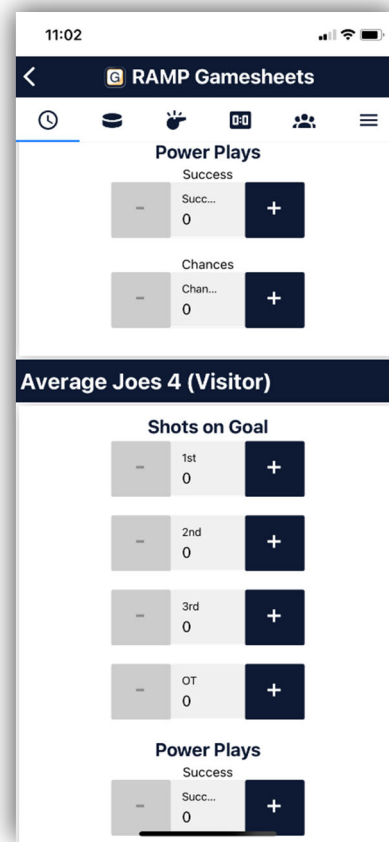 11:02
G RAMP Gamesheets
0:0
Power Plays
Success
Succ...
- 0 +
Chances
Chan...
- 0 +
Average Joes 4 (Visitor)
Shots on Goal
1st
- 0 +
2nd
- 0 +
3rd
- 0 +
OT
- 0 +
Power Plays
Success
Succ...
- 0 +